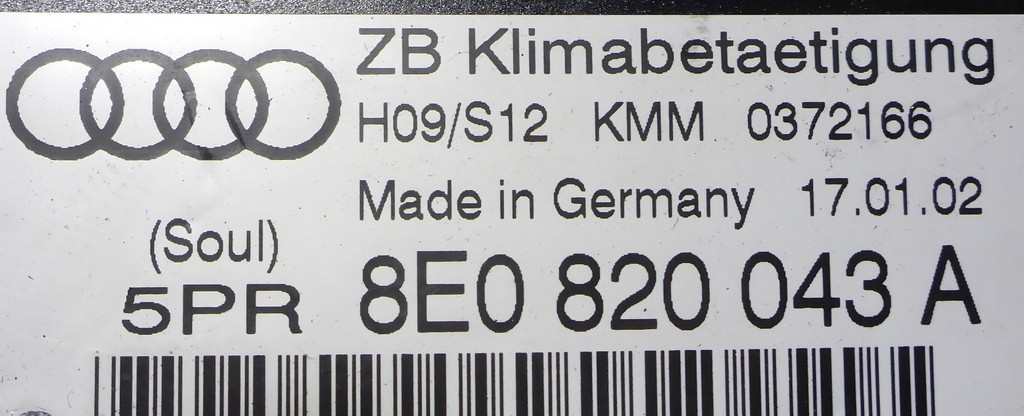 ZB Klimabetaetigung
H09/S12 KMM 0372166
Made in Germany 17.01.02
(Soul)
5PR 8E0 820 043 A